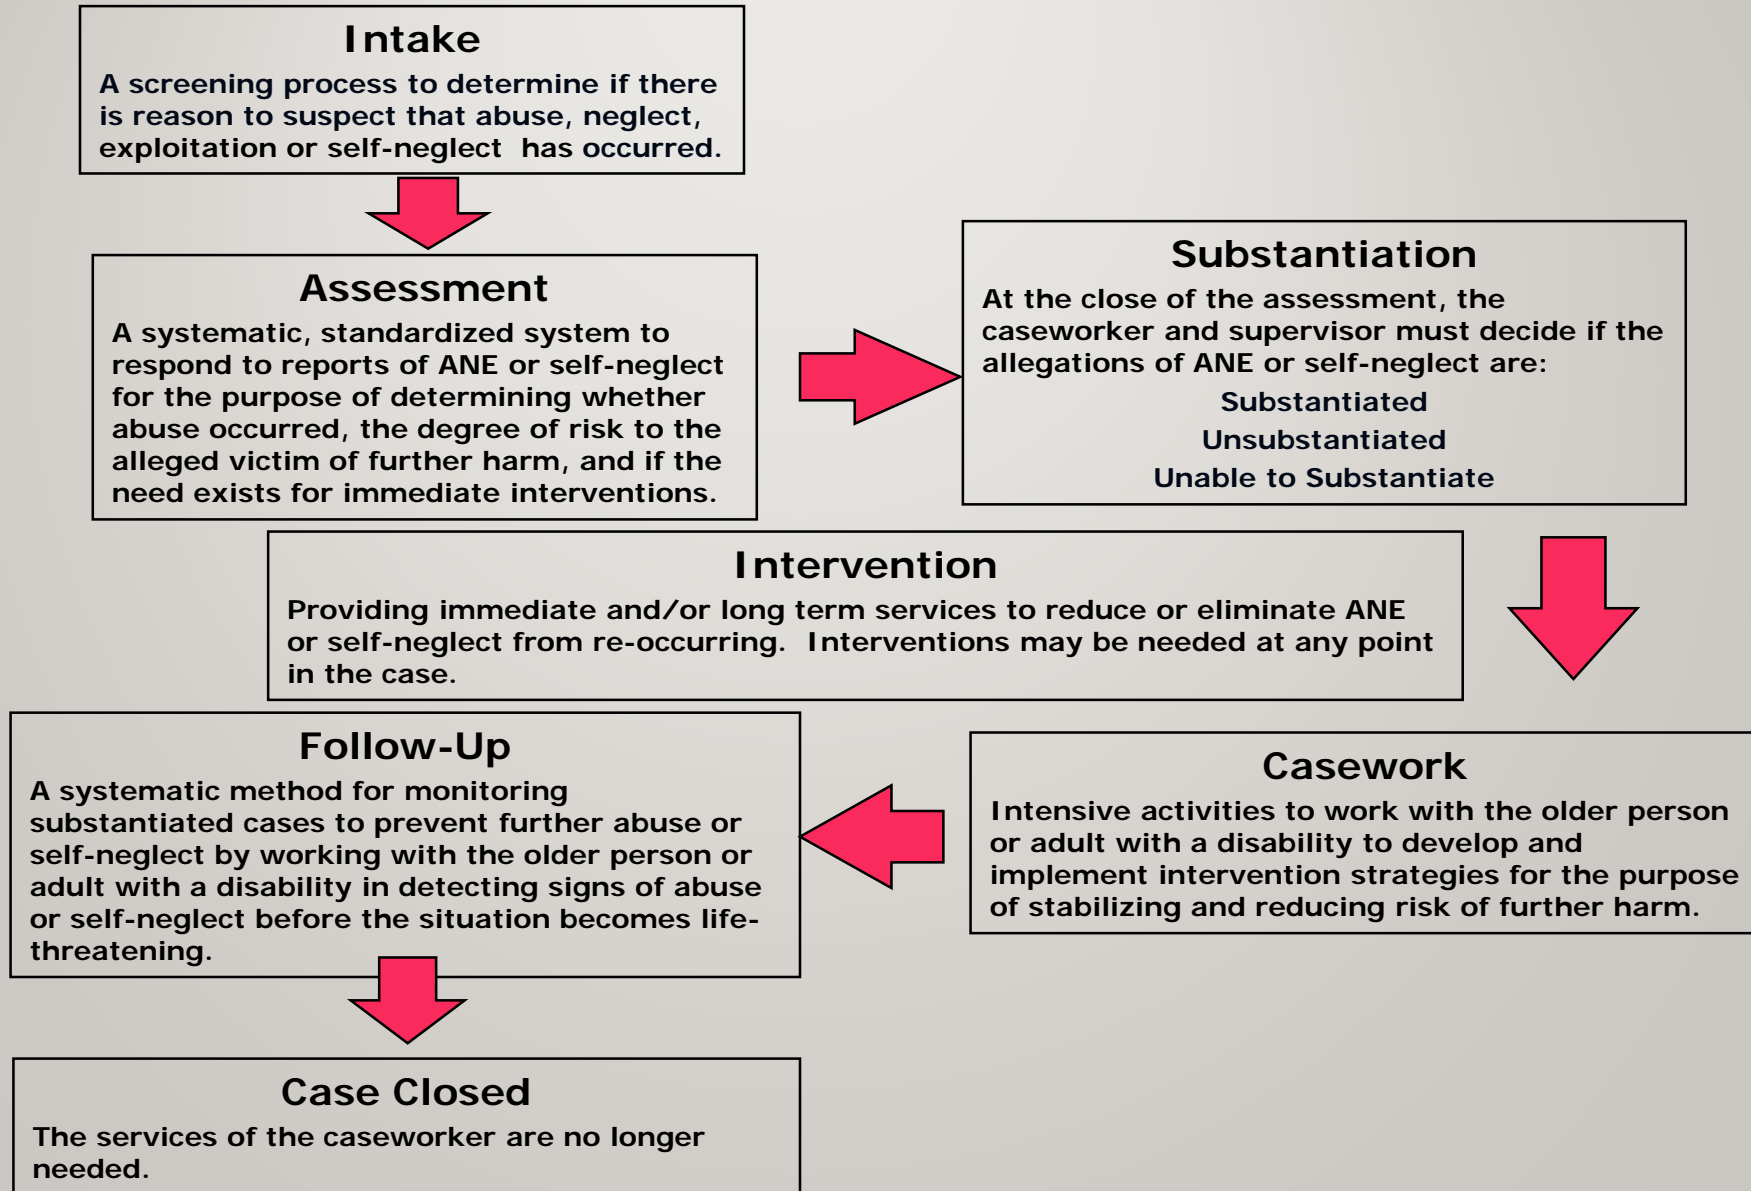 Intake
A screening process to determine if there
is reason to suspect that abuse, neglect,
exploitation or self-neglect has occurred.
Assessment
A systematic, standardized system to
respond to reports of ANE or self-neglect
for the purpose of determining whether
abuse occurred, the degree of risk to the
alleged victim of further harm, and if the
need exists for immediate interventions.
Substantiation
At the close of the assessment, the
caseworker and supervisor must decide if the
allegations of ANE or self-neglect are:
Substantiated
Unsubstantiated
Unable to Substantiate
Intervention
Providing immediate and/or long term services to reduce or eliminate ANE
or self-neglect from re-occurring. Interventions may be needed at any point
in the case.
Casework
Intensive activities to work with the older person
or adult with a disability to develop and
implement intervention strategies for the purpose
of stabilizing and reducing risk of further harm.
Follow-Up
A systematic method for monitoring
substantiated cases to prevent further abuse or
self-neglect by working with the older person or
adult with a disability in detecting signs of abuse
or self-neglect before the situation becomes life-
threatening.
Case Closed
The services of the caseworker are no longer
needed.